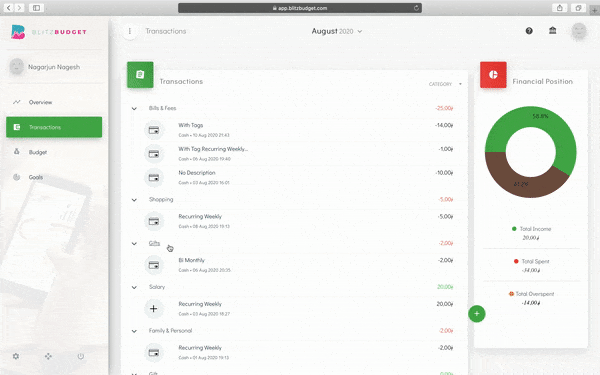 app.blitzbudget.com
BLITZBUDGET
Transactions
August 2020
Nagarjun Nagesh
Overview
Transactions
Budget
Goals
Transactions
CATEGORY
Bills & Fees
-25,00
With Tags
-14,00
Cash • 10 Aug 2020 21:43
With Tag Recurring Weekly...
-1,00
Cash • 06 Aug 2020 19:40
No Description
-10,00
Cash • 03 Aug 2020 16:01
Shopping
-5,00
Recurring Weekly
-5,00
Cash • 08 Aug 2020 19:13
Gifts
-2,00
Bi Monthly
-2,00
Cash • 06 Aug 2020 20:35
Salary
20,00
Recurring Weekly
20,00
Cash • 03 Aug 2020 19:27
Family & Personal
-2,00
Recurring Weekly
-2,00
Cash • 01 Aug 2020 19:13
Gift
Financial Position
58.8%
41.2%
Total Income
20,00
Total Spent
-34,00
Total Overspent
-14,00